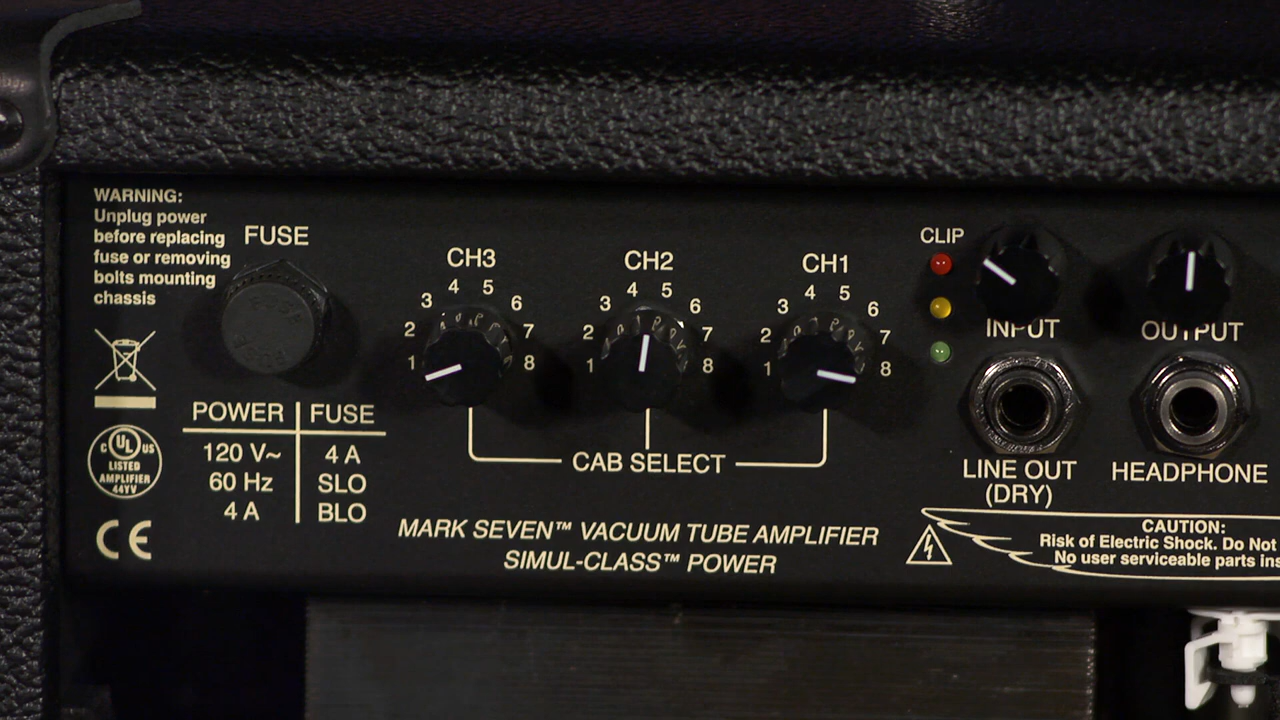 WARNING:
Unplug power
before replacing
fuse or removing
bolts mounting
chassis
FUSE
POWER FUSE
120 V~ 4 A
60 Hz SLO
4 A BLO
C UL US
LISTED
AMPLIFIER
44YV
CE
CH3
1 2 3 4 5 6 7 8
CH2
1 2 3 4 5 6 7 8
CH1
1 2 3 4 5 6 7 8
CAB SELECT
MARK SEVEN™ VACUUM TUBE AMPLIFIER
SIMUL-CLASS™ POWER
CLIP
INPUT
OUTPUT
LINE OUT
(DRY)
HEADPHONE
CAUTION:
Risk of Electric Shock. Do Not
No user serviceable parts ins